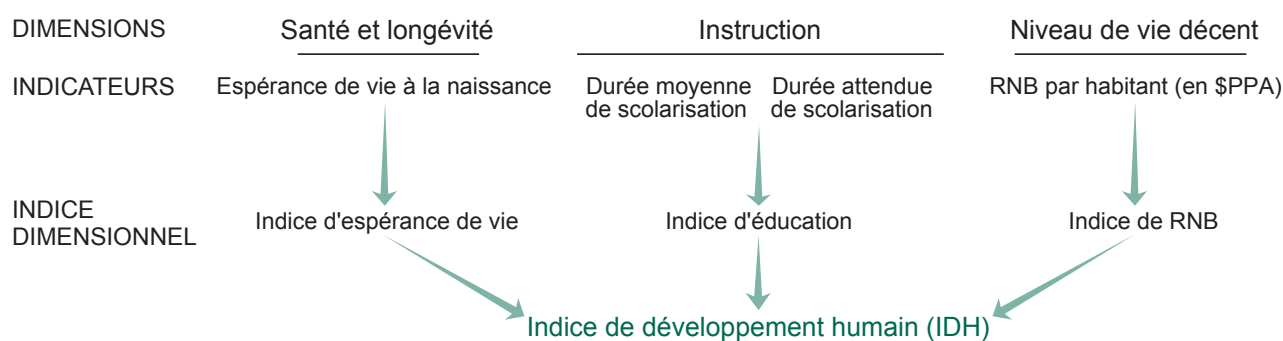 DIMENSIONS Santé et longévité Instruction Niveau de vie décent
INDICATEURS Espérance de vie à la naissance Durée moyenne Durée attendue RNB par habitant (en $PPA)
de scolarisation de scolarisation
INDICE
DIMENSIONNEL Indice d'espérance de vie Indice d'éducation Indice de RNB
Indice de développement humain (IDH)